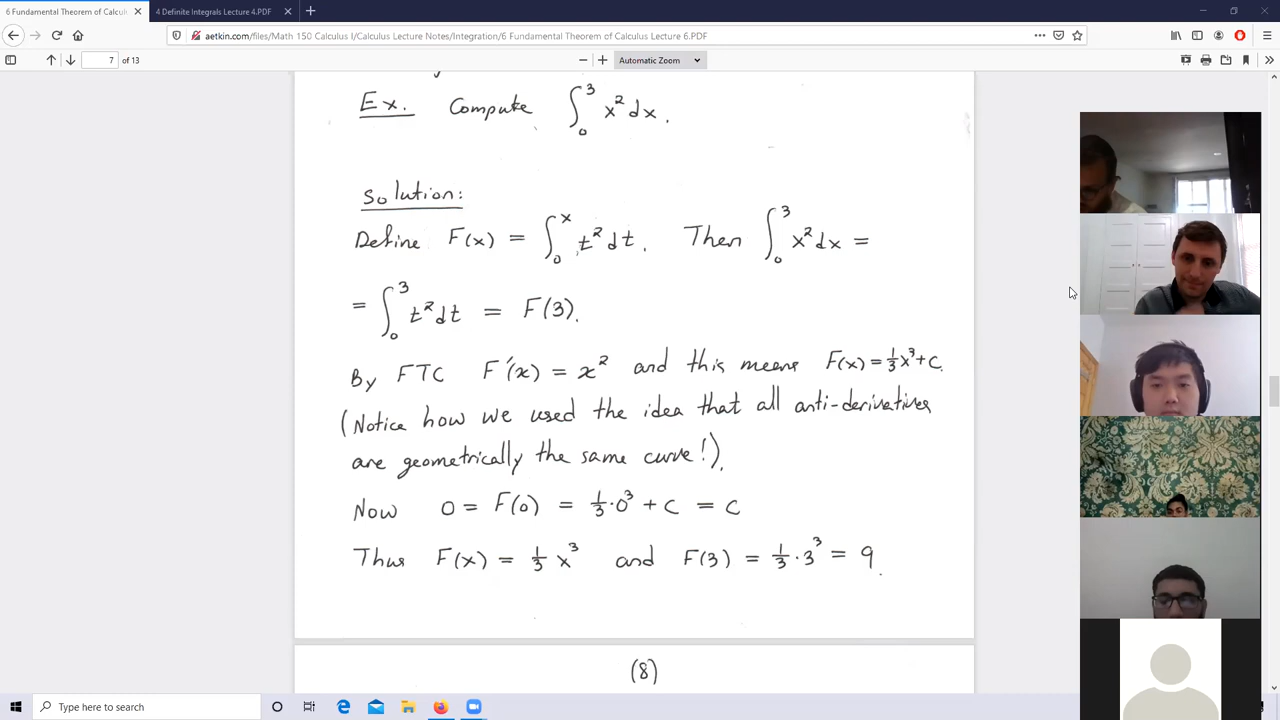 6 Fundamental Theorem of Calcul
4 Definite Integrals Lecture 4.PDF
aetkin.com/files/Math 150 Calculus I/Calculus Lecture Notes/Integration/6 Fundamental Theorem of Calculus Lecture 6.PDF
7 of 13
Automatic Zoom
Ex. Compute ∫₀³ x² dx.
Solution:
Define F(x) = ∫₀ˣ t² dt. Then ∫₀³ x² dx =
= ∫₀³ t² dt = F(3).
By FTC F′(x) = x² and this means F(x) = 1/3 x³ + C.
(Notice how we used the idea that all anti-derivatives
are geometrically the same curve!).
Now 0 = F(0) = 1/3 · 0³ + C = C
Thus F(x) = 1/3 x³ and F(3) = 1/3 · 3³ = 9.
(8)
Type here to search